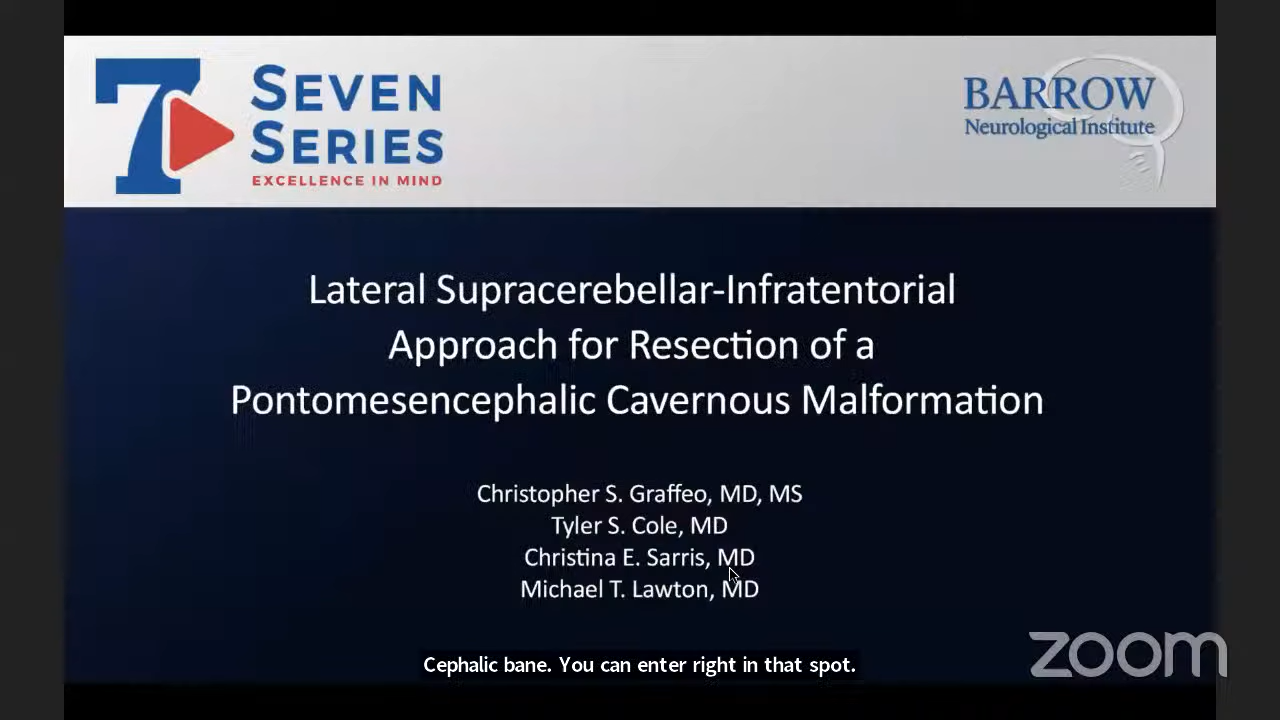 7 SEVEN
SERIES
EXCELLENCE IN MIND
BARROW
Neurological Institute
Lateral Supracerebellar-Infratentorial
Approach for Resection of a
Pontomesencephalic Cavernous Malformation
Christopher S. Graffeo, MD, MS
Tyler S. Cole, MD
Christina E. Sarris, MD
Michael T. Lawton, MD
zoom
Cephalic bane. You can enter right in that spot.